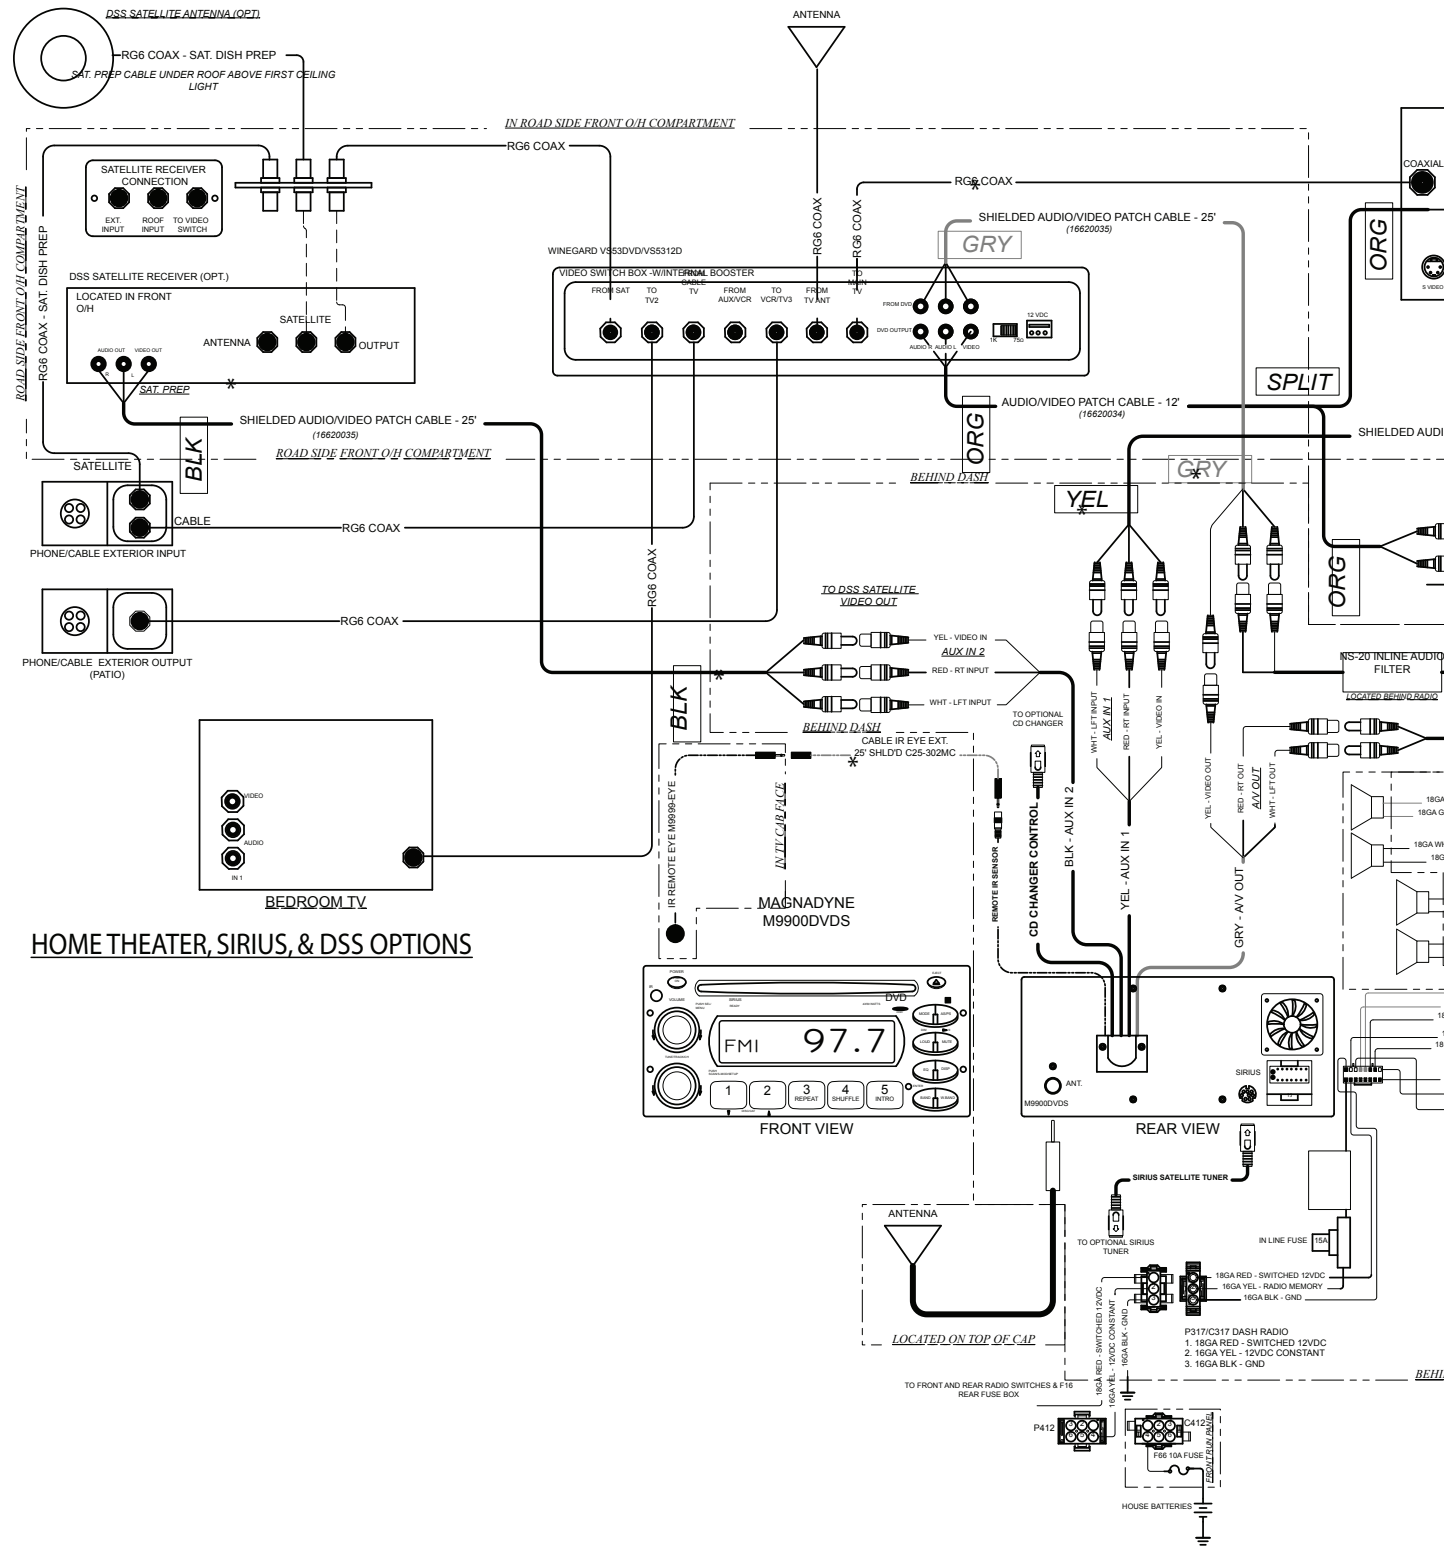 DSS SATELLITE ANTENNA (OPT)
RG6 COAX - SAT. DISH PREP
SAT. PREP CABLE UNDER ROOF ABOVE FIRST CEILING
LIGHT
ANTENNA
IN ROAD SIDE FRONT O/H COMPARTMENT
RG6 COAX
ROAD SIDE FRONT O/H COMPARTMENT
RG6 COAX - SAT. DISH PREP
SATELLITE RECEIVER
CONNECTION
EXT.
INPUT
ROOF
INPUT
TO VIDEO
SWITCH
RG6 COAX
RG6 COAX
RG6 COAX
COAXIAL
S VIDEO
SHIELDED AUDIO/VIDEO PATCH CABLE - 25'
(16620035)
GRY
ORG
WINEGARD VS53DVD/VS5312D
VIDEO SWITCH BOX -W/INTERNAL BOOSTER
FROM SAT
TO
TV2
FROM
CABLE
TV
FROM
AUX/VCR
TO
VCR/TV3
FROM
TV ANT
TO
MAIN
TV
FROM DVD
DVD OUTPUT
AUDIO R
AUDIO L
VIDEO
12 VDC
1K
75Ω
DSS SATELLITE RECEIVER (OPT.)
LOCATED IN FRONT
O/H
SATELLITE
ANTENNA
OUTPUT
AUDIO OUT
VIDEO OUT
R
L
SAT. PREP
SPLIT
BLK
SHIELDED AUDIO/VIDEO PATCH CABLE - 25'
(16620035)
ROAD SIDE FRONT O/H COMPARTMENT
ORG
AUDIO/VIDEO PATCH CABLE - 12'
(16620034)
SHIELDED AUDI
GRY
BEHIND DASH
YEL
ORG
SATELLITE
CABLE
RG6 COAX
PHONE/CABLE EXTERIOR INPUT
RG6 COAX
RG6 COAX
PHONE/CABLE EXTERIOR OUTPUT
(PATIO)
TO DSS SATELLITE
VIDEO OUT
YEL - VIDEO IN
AUX IN 2
RED - RT INPUT
WHT - LFT INPUT
BLK
BEHIND DASH
CABLE IR EYE EXT.
25' SHLD'D C25-302MC
TO OPTIONAL
CD CHANGER
WHT - LFT INPUT
AUX IN 1
RED - RT INPUT
YEL - VIDEO IN
YEL - VIDEO OUT
RED - RT OUT
A/V OUT
WHT - LFT OUT
NS-20 INLINE AUDIO
FILTER
LOCATED BEHIND RADIO
VIDEO
AUDIO
IN 1
BEDROOM TV
HOME THEATER, SIRIUS, & DSS OPTIONS
IR REMOTE EYE M9999-EYE
IN TV CAB FACE
REMOTE IR SENSOR
CD CHANGER CONTROL
BLK - AUX IN 2
YEL - AUX IN 1
GRY - A/V OUT
18GA
18GA G
18GA WH
18G
MAGNADYNE
M9900DVDS
POWER
IR
VOLUME
SIRIUS
READY
DVD
FM1 97.7
1
2
3
REPEAT
4
SHUFFLE
5
INTRO
FRONT VIEW
ANT.
M9900DVDS
SIRIUS
REAR VIEW
18
1
18
SIRIUS SATELLITE TUNER
TO OPTIONAL SIRIUS
TUNER
IN LINE FUSE
15A
ANTENNA
LOCATED ON TOP OF CAP
18GA RED - SWITCHED 12VDC
16GA YEL - RADIO MEMORY
16GA BLK - GND
P317/C317 DASH RADIO
1. 18GA RED - SWITCHED 12VDC
2. 16GA YEL - 12VDC CONSTANT
3. 16GA BLK - GND
18GA RED - SWITCHED 12VDC
16GA YEL - 12VDC CONSTANT
16GA BLK - GND
TO FRONT AND REAR RADIO SWITCHES & F16
REAR FUSE BOX
BEHI
P412
C412
F66 10A FUSE
FRONT RUN PANEL
HOUSE BATTERIES